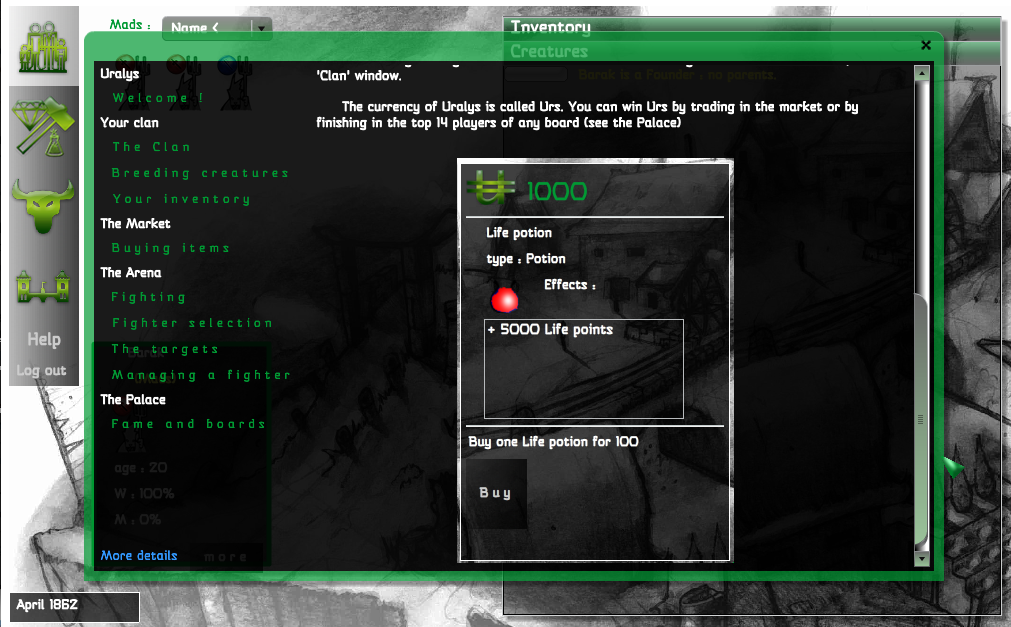 Mads :
Name <
Inventory
Creatures
Borak is a Founder : no parents.
Uralys
Welcome !
Your clan
The Clan
Breeding creatures
Your inventory
The Market
Buying items
The Arena
Fighting
Fighter selection
The targets
Managing a fighter
The Palace
Fame and boards
'Clan' window.
The currency of Uralys is called Urs. You can win Urs by trading in the market or by
finishing in the top 14 players of any board (see the Palace)
1000
Life potion
type : Potion
Effects :
+ 5000 Life points
Buy one Life potion for 100
Buy
Help
Log out
age : 20
W : 100%
M : 0%
More details
more
April 1862